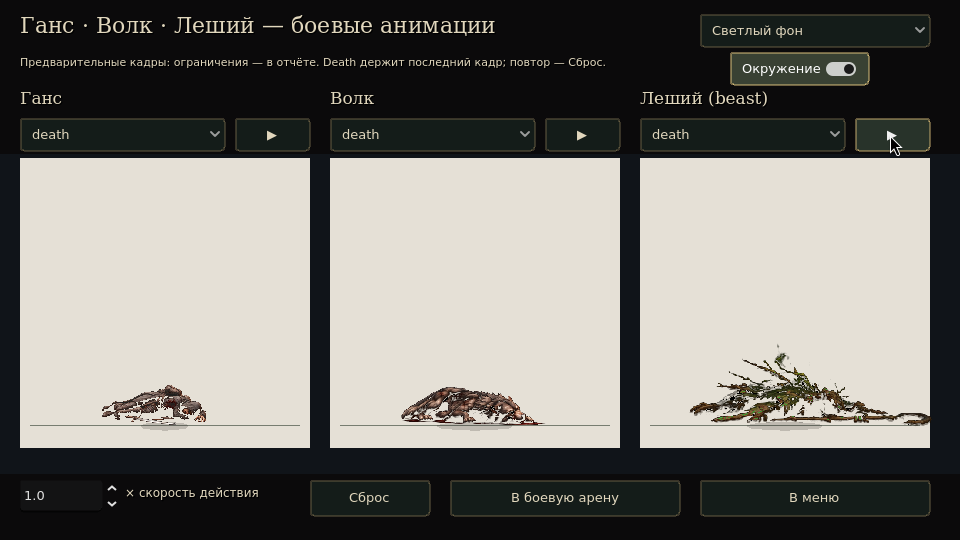 Ганс · Волк · Леший — боевые анимации
Светлый фон
Предварительные кадры: ограничения — в отчёте. Death держит последний кадр; повтор — Сброс.
Окружение
Ганс
Волк
Леший (beast)
death
death
death
1.0
× скорость действия
Сброс
В боевую арену
В меню